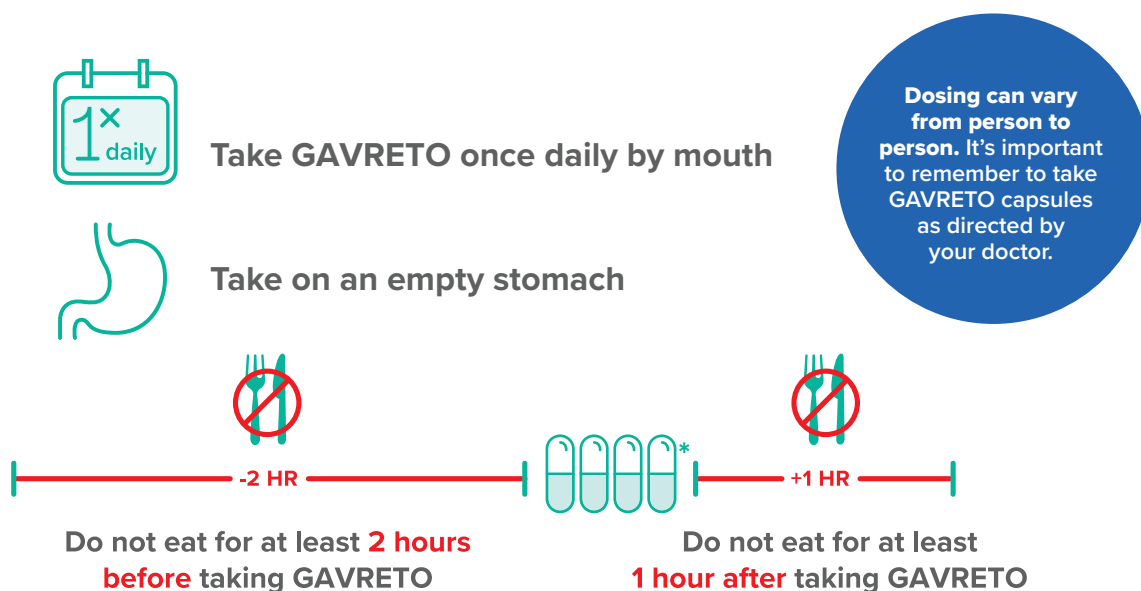 1× daily
Take GAVRETO once daily by mouth
Dosing can vary
from person to
person. It's important
to remember to take
GAVRETO capsules
as directed by
your doctor.
Take on an empty stomach
-2 HR
*
+1 HR
Do not eat for at least 2 hours
before taking GAVRETO
Do not eat for at least
1 hour after taking GAVRETO